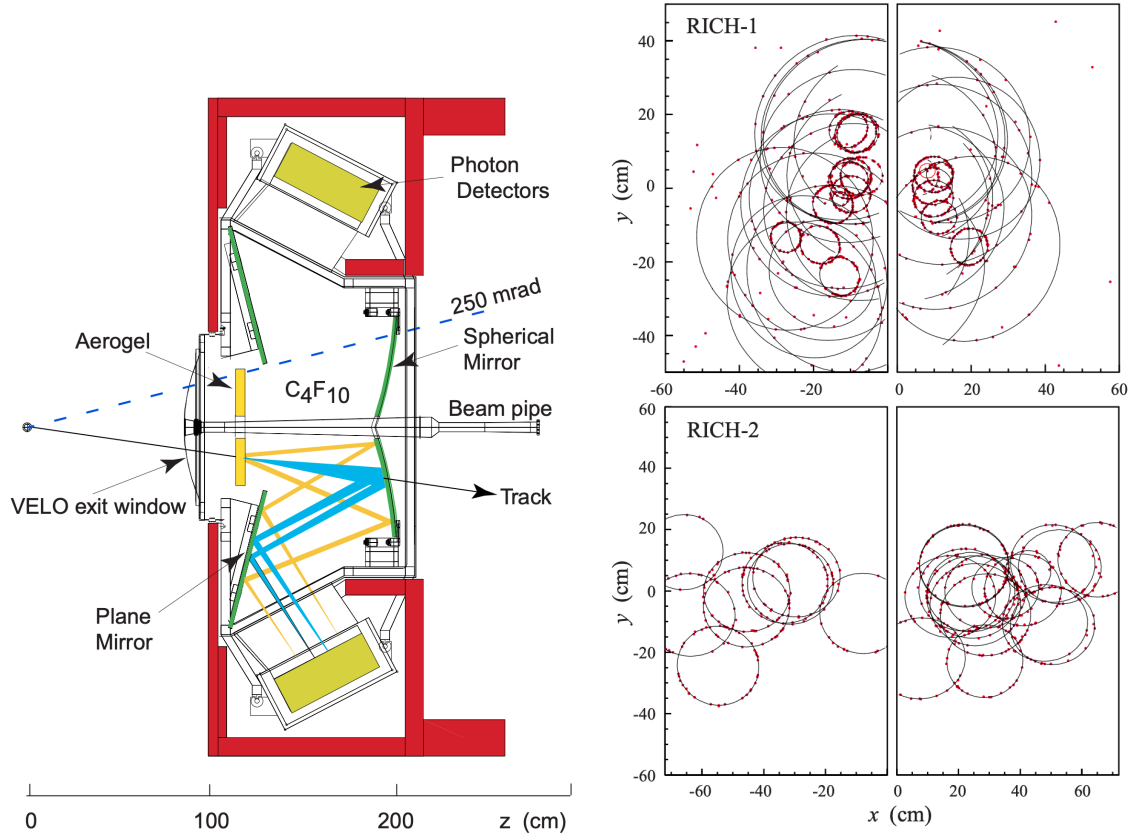 Photon
Detectors
250 mrad
Aerogel
Spherical
Mirror
C4F10
Beam pipe
VELO exit window
Track
Plane
Mirror
0
100
200
z (cm)
RICH-1
y (cm)
40
20
0
-20
-40
-60
-40
-20
0
20
40
60
RICH-2
y (cm)
60
40
20
0
-20
-40
-60
-60
-40
-20
0
20
40
60
x (cm)